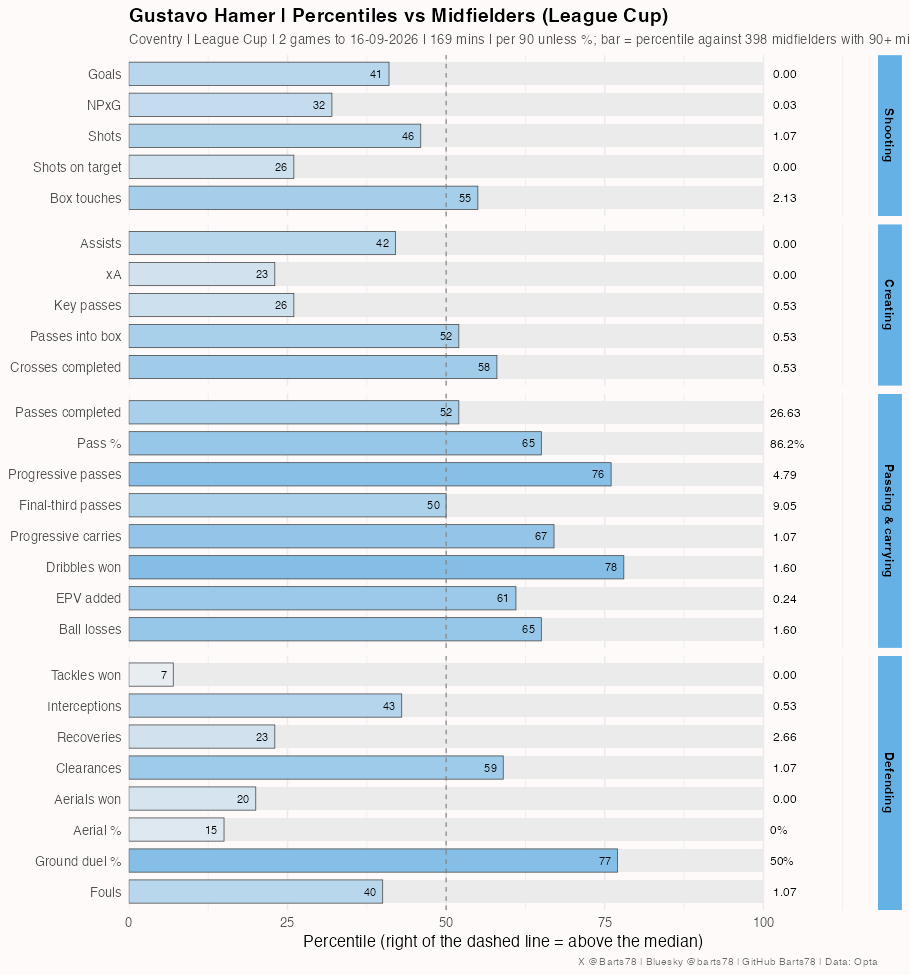 Gustavo Hamer | Percentiles vs Midfielders (League Cup)
Coventry | League Cup | 2 games to 16-09-2026 | 169 mins | per 90 unless %; bar = percentile against 398 midfielders with 90+ mi
Goals 41 0.00
NPxG 32 0.03
Shots 46 1.07
Shots on target 26 0.00
Box touches 55 2.13
Shooting
Assists 42 0.00
xA 23 0.00
Key passes 26 0.53
Passes into box 52 0.53
Crosses completed 58 0.53
Creating
Passes completed 52 26.63
Pass % 65 86.2%
Progressive passes 76 4.79
Final-third passes 50 9.05
Progressive carries 67 1.07
Dribbles won 78 1.60
EPV added 61 0.24
Ball losses 65 1.60
Passing & carrying
Tackles won 7 0.00
Interceptions 43 0.53
Recoveries 23 2.66
Clearances 59 1.07
Aerials won 20 0.00
Aerial % 15 0%
Ground duel % 77 50%
Fouls 40 1.07
Defending
0 25 50 75 100
Percentile (right of the dashed line = above the median)
X @Barts78 | Bluesky @barts78 | GitHub Barts78 | Data: Opta